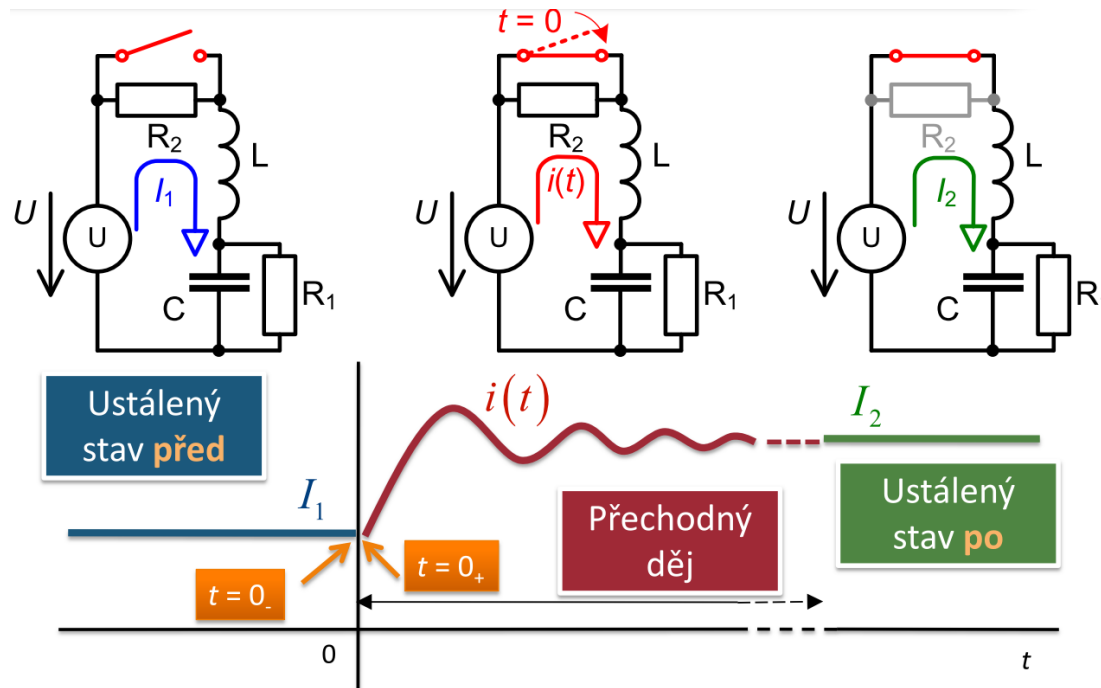 t = 0
R₂
L
I₁
U
U
C
R₁
R₂
L
i(t)
U
U
C
R₁
R₂
L
I₂
U
U
C
R
Ustálený
stav před
i(t)
I₂
I₁
Přechodný
děj
Ustálený
stav po
t = 0₋
t = 0₊
0
t